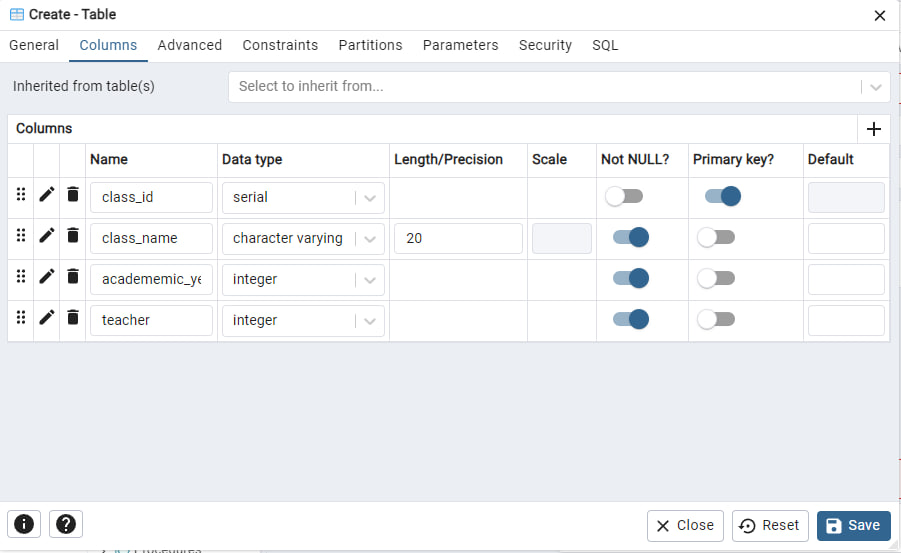 Create - Table
General Columns Advanced Constraints Partitions Parameters Security SQL
Inherited from table(s) Select to inherit from...
Columns
Name Data type Length/Precision Scale Not NULL? Primary key? Default
class_id serial
class_name character varying 20
academemic_ye integer
teacher integer
Close Reset Save